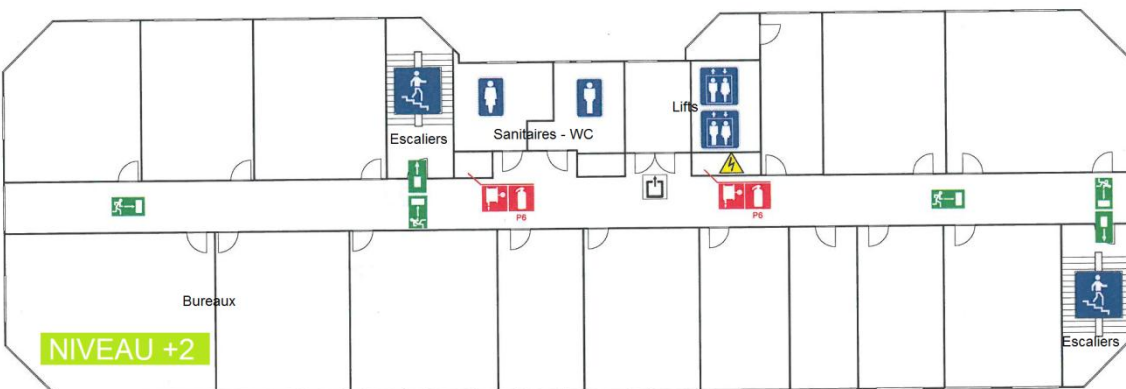 Escaliers
Sanitaires - WC
Lifts
P6
P6
Bureaux
NIVEAU +2
Escaliers